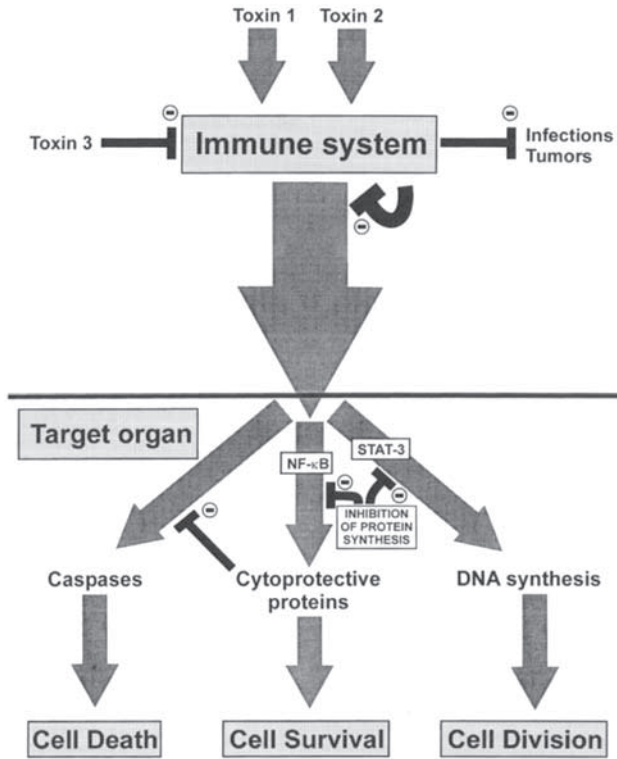 Toxin 1
Toxin 2
⊖
⊖
Toxin 3
Immune system
Infections
Tumors
⊖
Target organ
STAT-3
NF-κB
⊖
⊖
INHIBITION
OF PROTEIN
SYNTHESIS
⊖
Caspases
Cytoprotective
proteins
DNA synthesis
Cell Death
Cell Survival
Cell Division